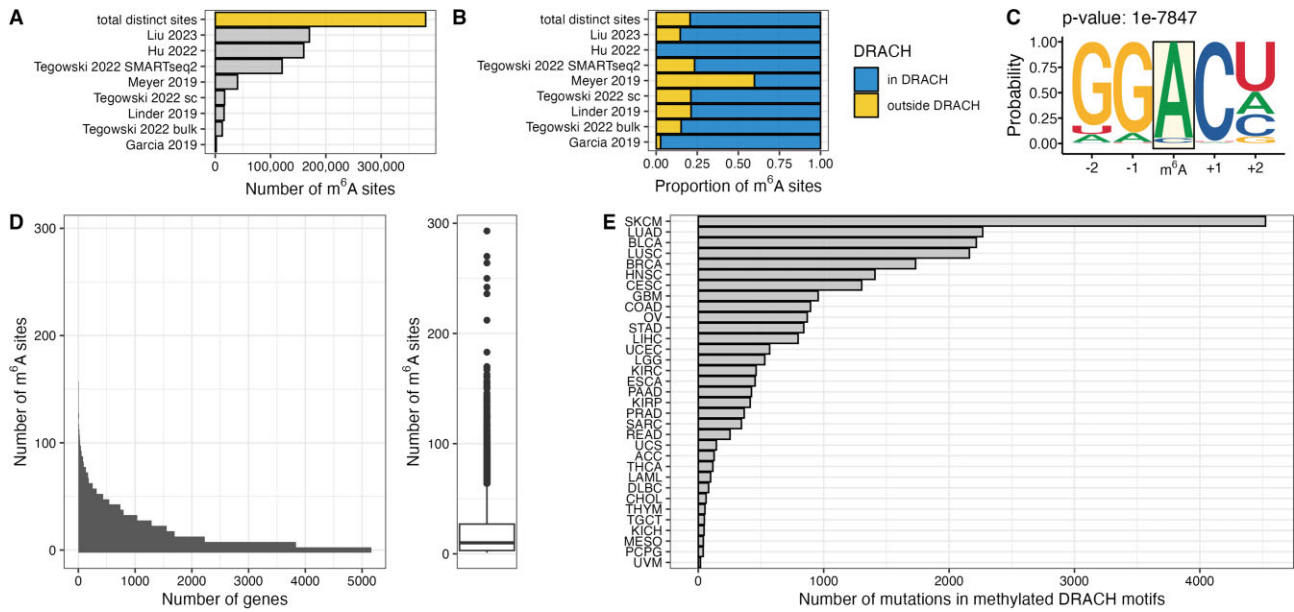 A
total distinct sites
Liu 2023
Hu 2022
Tegowski 2022 SMARTseq2
Meyer 2019
Tegowski 2022 sc
Linder 2019
Tegowski 2022 bulk
Garcia 2019
0 100,000 200,000 300,000
Number of m⁶A sites
B
total distinct sites
Liu 2023
Hu 2022
Tegowski 2022 SMARTseq2
Meyer 2019
Tegowski 2022 sc
Linder 2019
Tegowski 2022 bulk
Garcia 2019
0.00 0.25 0.50 0.75 1.00
Proportion of m⁶A sites
DRACH
in DRACH
outside DRACH
C
p-value: 1e-7847
Probability
1.00
0.75
0.50
0.25
0.00
G G A C U
U A C
A A C G
-2 -1 m⁶A +1 +2
D
Number of m⁶A sites
300
200
100
0
0 1000 2000 3000 4000 5000
Number of genes
Number of m⁶A sites
300
200
100
0
E
SKCM
LUAD
BLCA
LUSC
BRCA
HNSC
CESC
GBM
COAD
OV
STAD
LIHC
UCEC
LGG
KIRC
ESCA
PAAD
KIRP
PRAD
SARC
READ
UCS
ACC
THCA
LAML
DLBC
CHOL
THYM
TGCT
KICH
MESO
PCPG
UVM
0 1000 2000 3000 4000
Number of mutations in methylated DRACH motifs